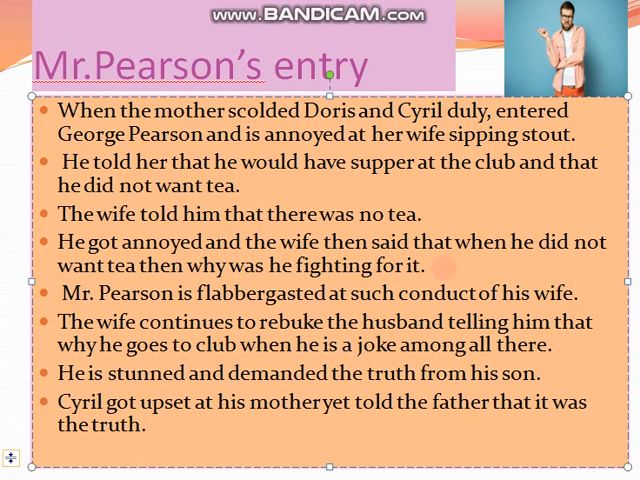 www.BANDICAM.com
Mr.Pearson's entry
When the mother scolded Doris and Cyril duly, entered
George Pearson and is annoyed at her wife sipping stout.
He told her that he would have supper at the club and that
he did not want tea.
The wife told him that there was no tea.
He got annoyed and the wife then said that when he did not
want tea then why was he fighting for it.
Mr. Pearson is flabbergasted at such conduct of his wife.
The wife continues to rebuke the husband telling him that
why he goes to club when he is a joke among all there.
He is stunned and demanded the truth from his son.
Cyril got upset at his mother yet told the father that it was
the truth.